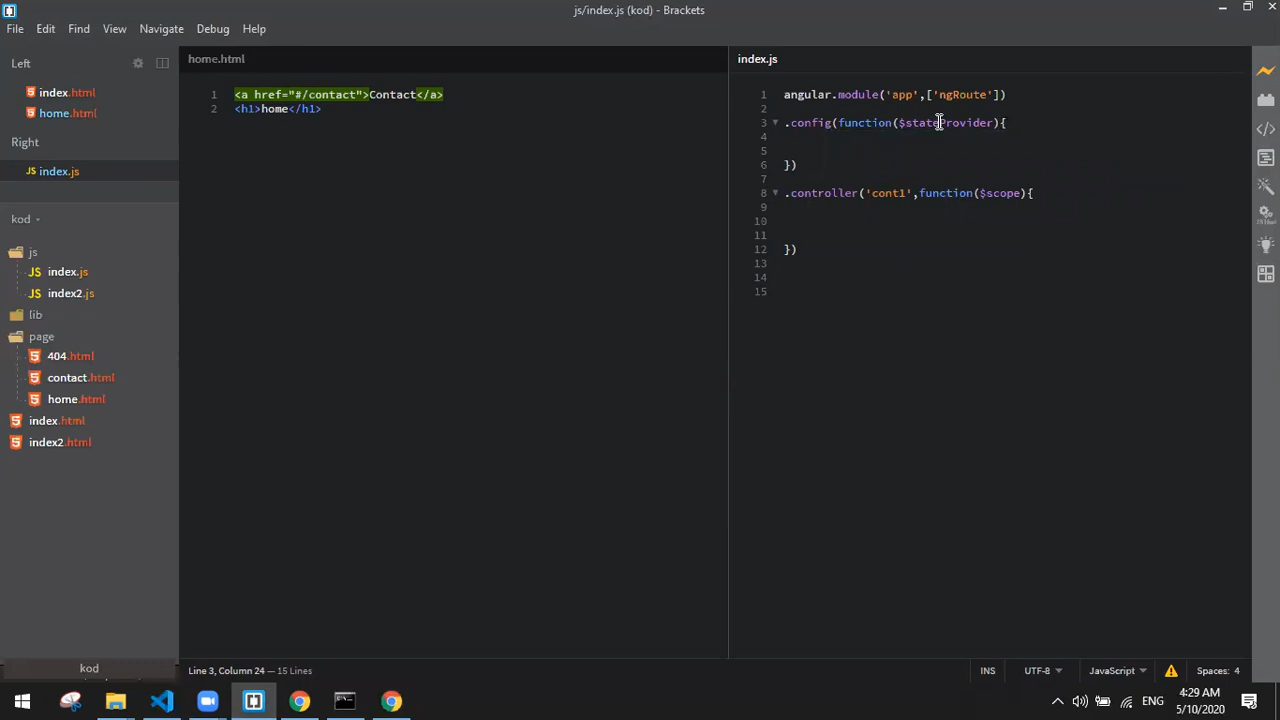 js/index.js (kod) - Brackets
File Edit Find View Navigate Debug Help
Left
index.html
home.html
Right
index.js
kod
js
index.js
index2.js
lib
page
404.html
contact.html
home.html
index.html
index2.html
kod
home.html
1 <a href="#/contact">Contact</a>
2 <h1>home</h1>
index.js
1 angular.module('app',['ngRoute'])
2
3 .config(function($stateProvider){
4
5
6 })
7
8 .controller('cont1',function($scope){
9
10
11
12 })
13
14
15
Line 3, Column 24 — 15 Lines
INS UTF-8 JavaScript Spaces: 4
ENG
4:29 AM
5/10/2020